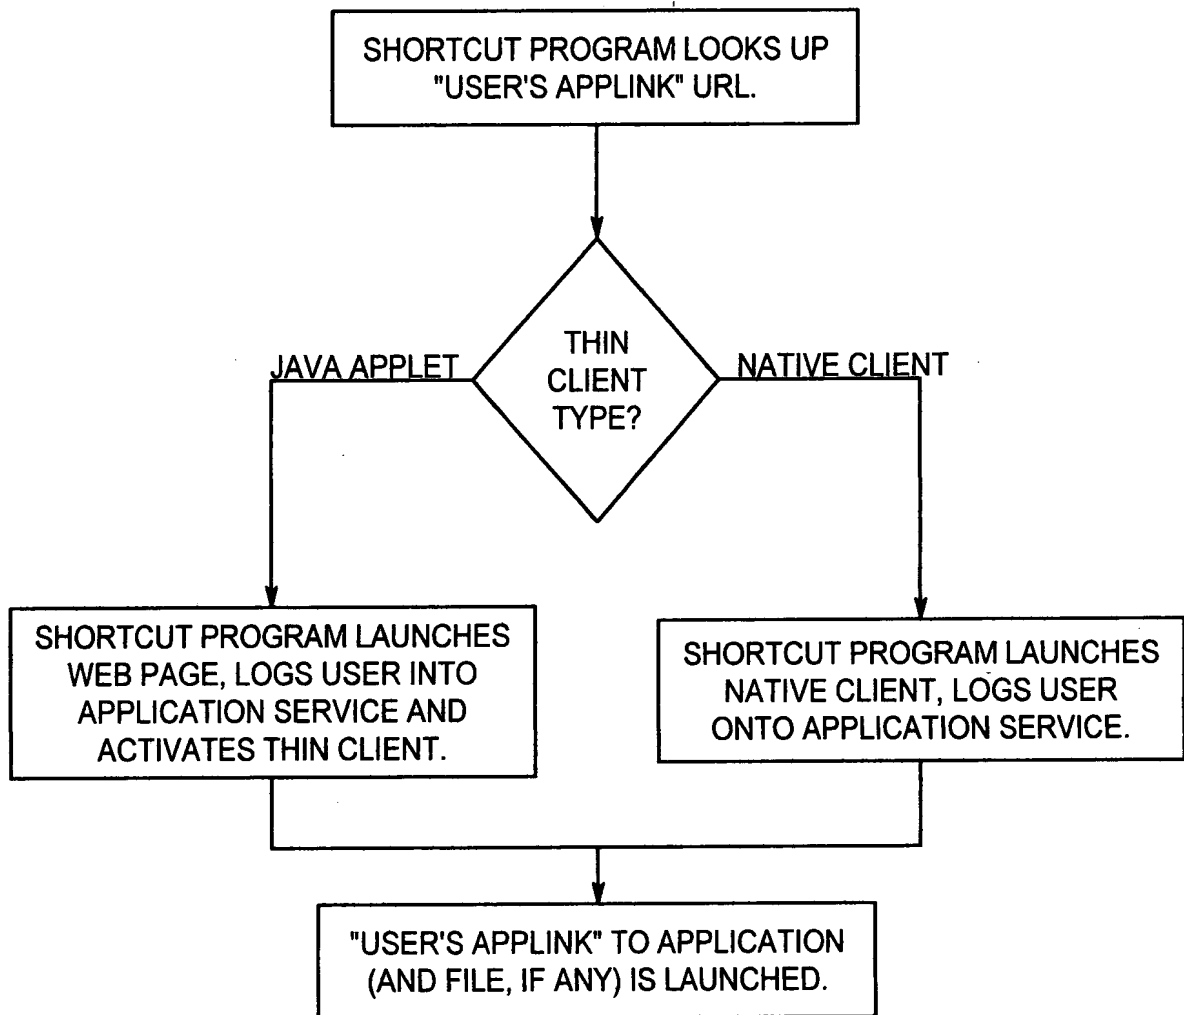 SHORTCUT PROGRAM LOOKS UP
"USER'S APPLINK" URL.
THIN
CLIENT
TYPE?
JAVA APPLET
NATIVE CLIENT
SHORTCUT PROGRAM LAUNCHES
WEB PAGE, LOGS USER INTO
APPLICATION SERVICE AND
ACTIVATES THIN CLIENT.
SHORTCUT PROGRAM LAUNCHES
NATIVE CLIENT, LOGS USER
ONTO APPLICATION SERVICE.
"USER'S APPLINK" TO APPLICATION
(AND FILE, IF ANY) IS LAUNCHED.